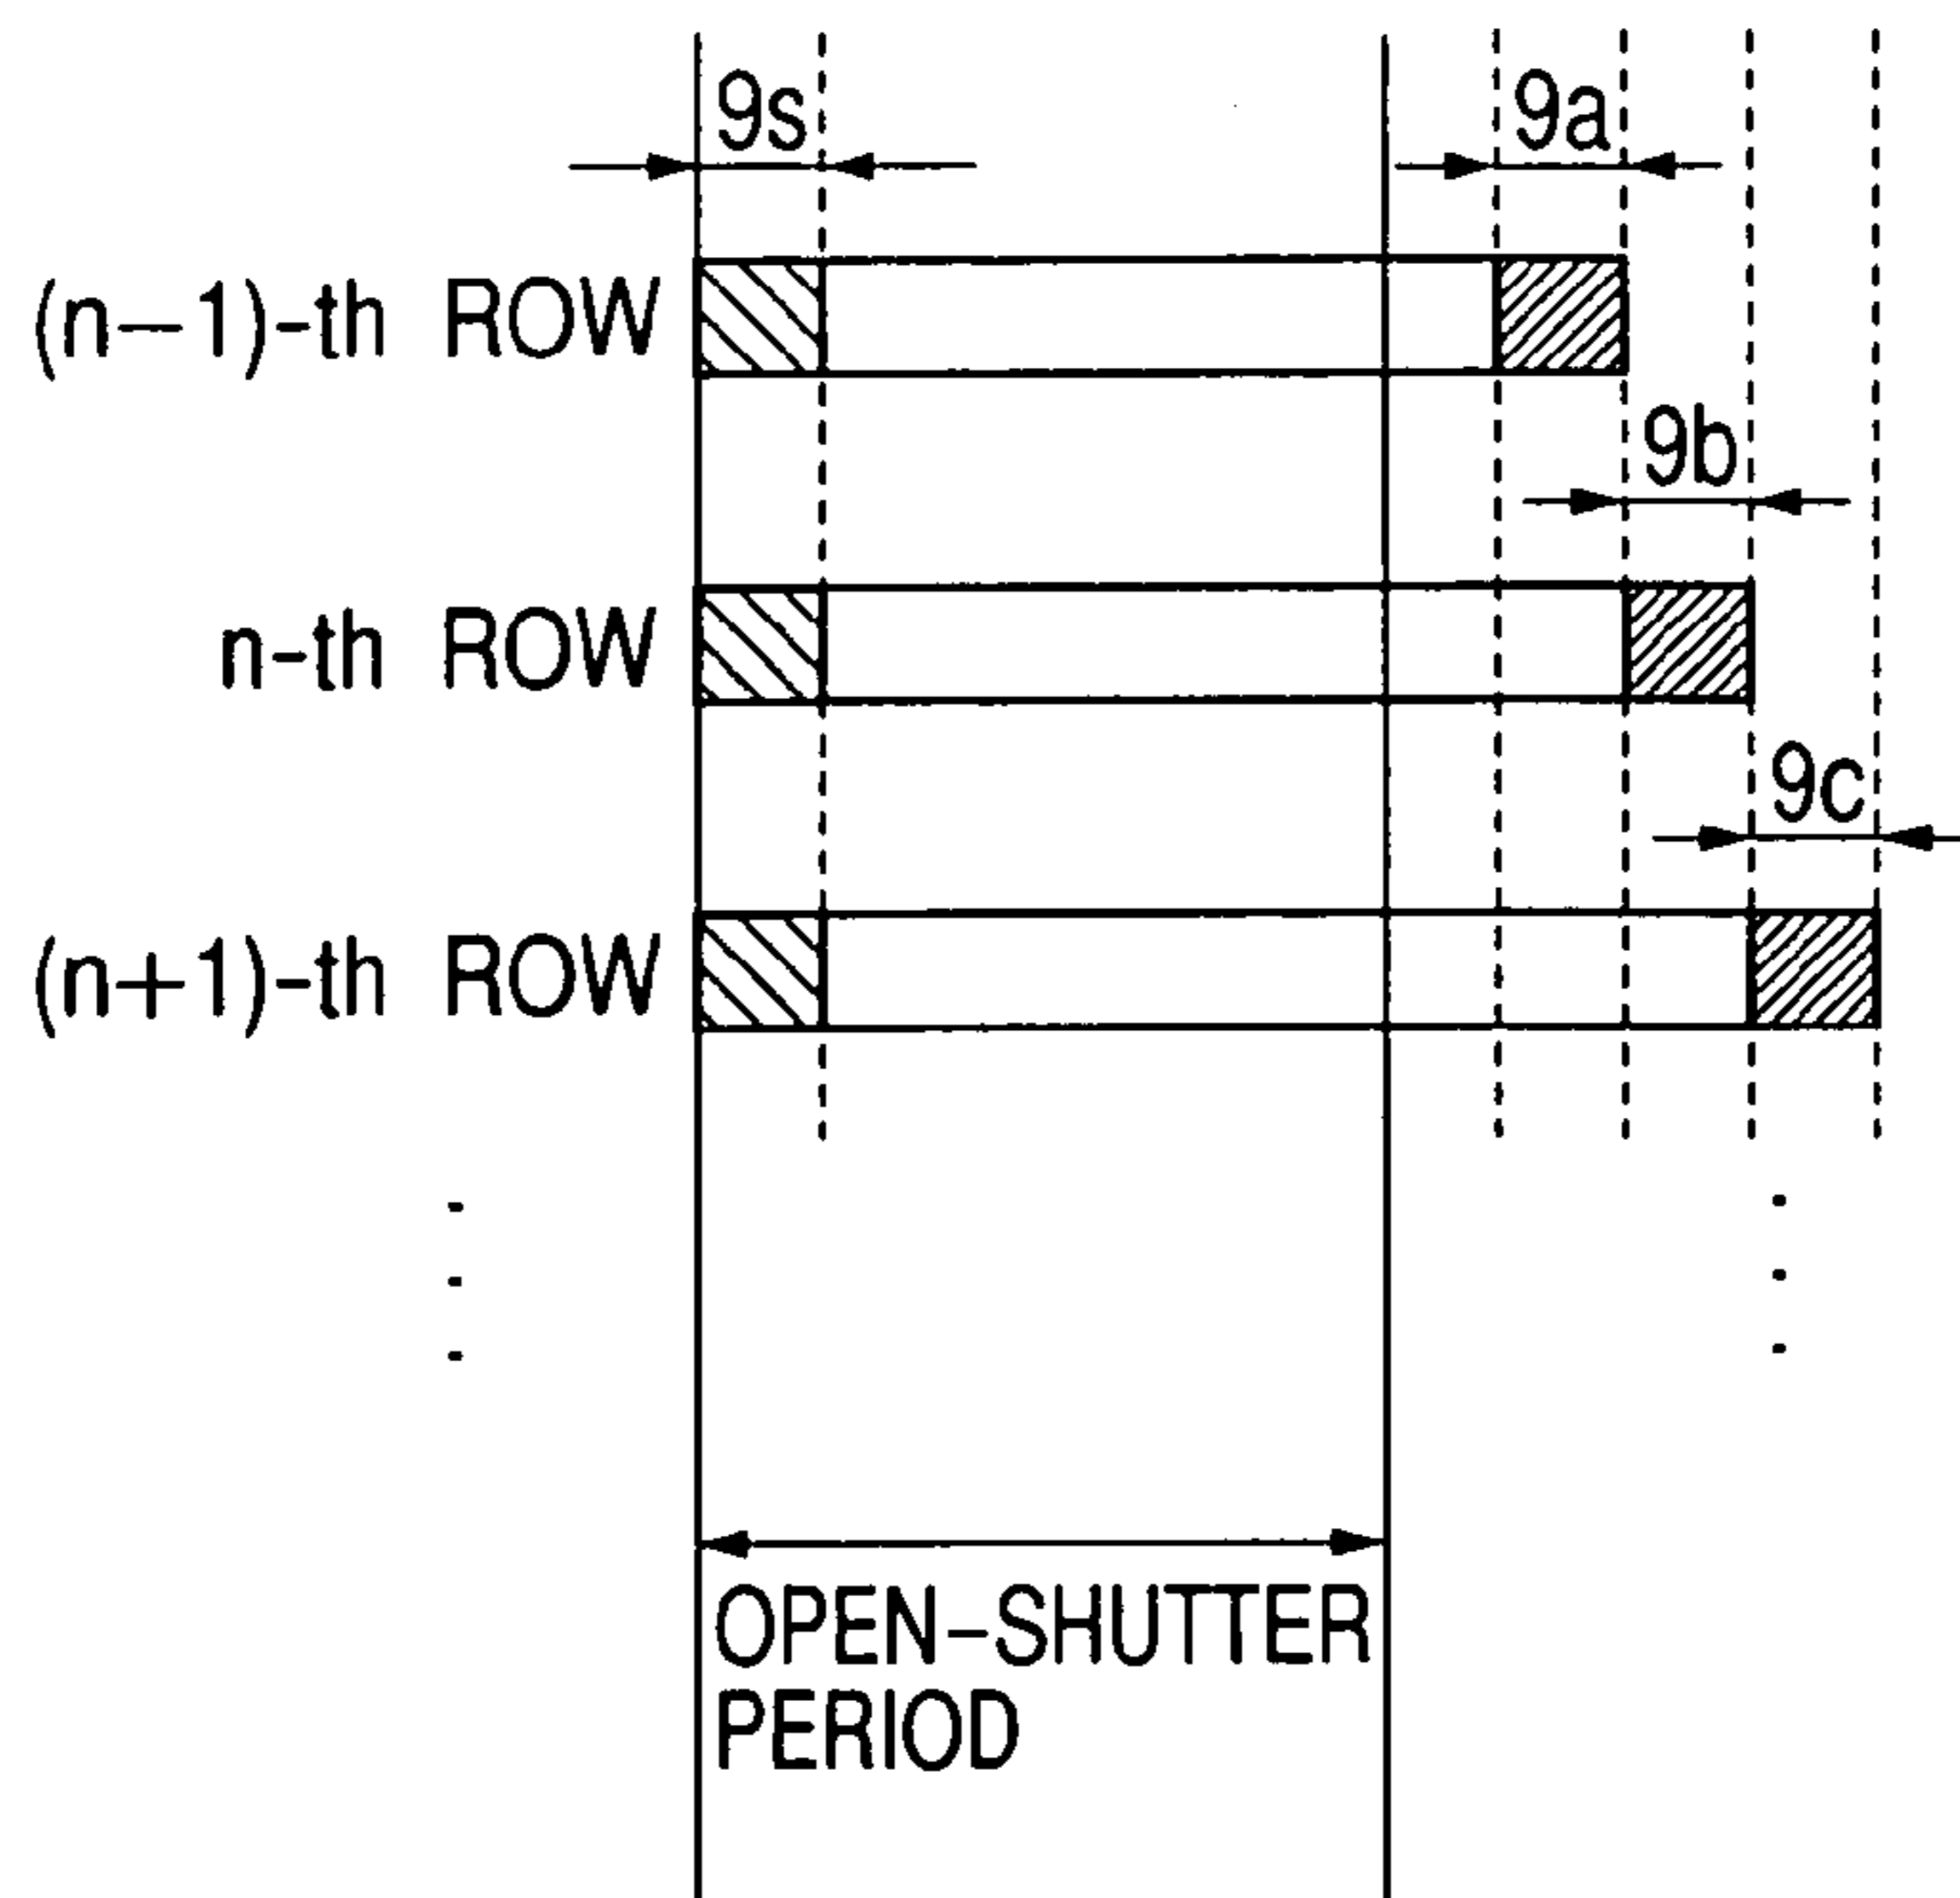 9s
9a
(n−1)-th ROW
9b
n-th ROW
9c
(n+1)-th ROW
OPEN-SHUTTER
PERIOD